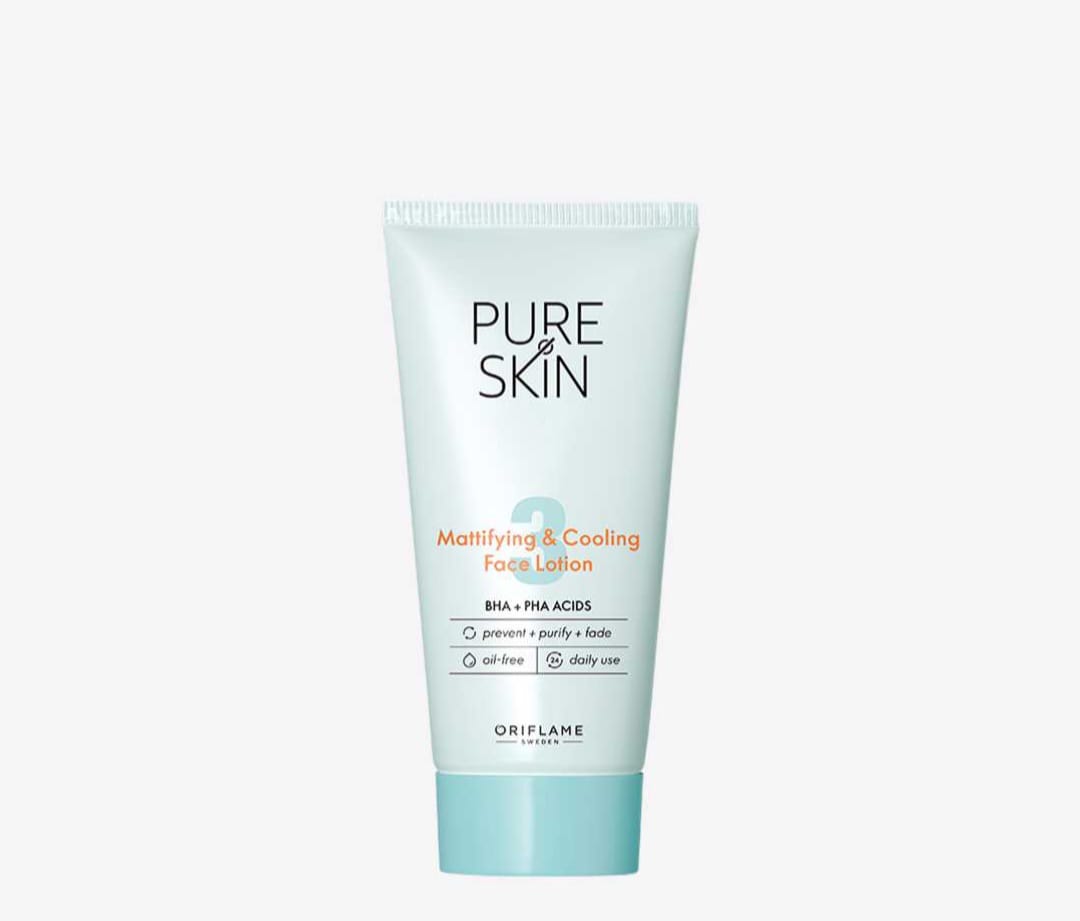 PURE
SKIN
3
Mattifying & Cooling
Face Lotion
BHA + PHA ACIDS
prevent + purify + fade
oil-free
24 daily use
ORIFLAME
SWEDEN